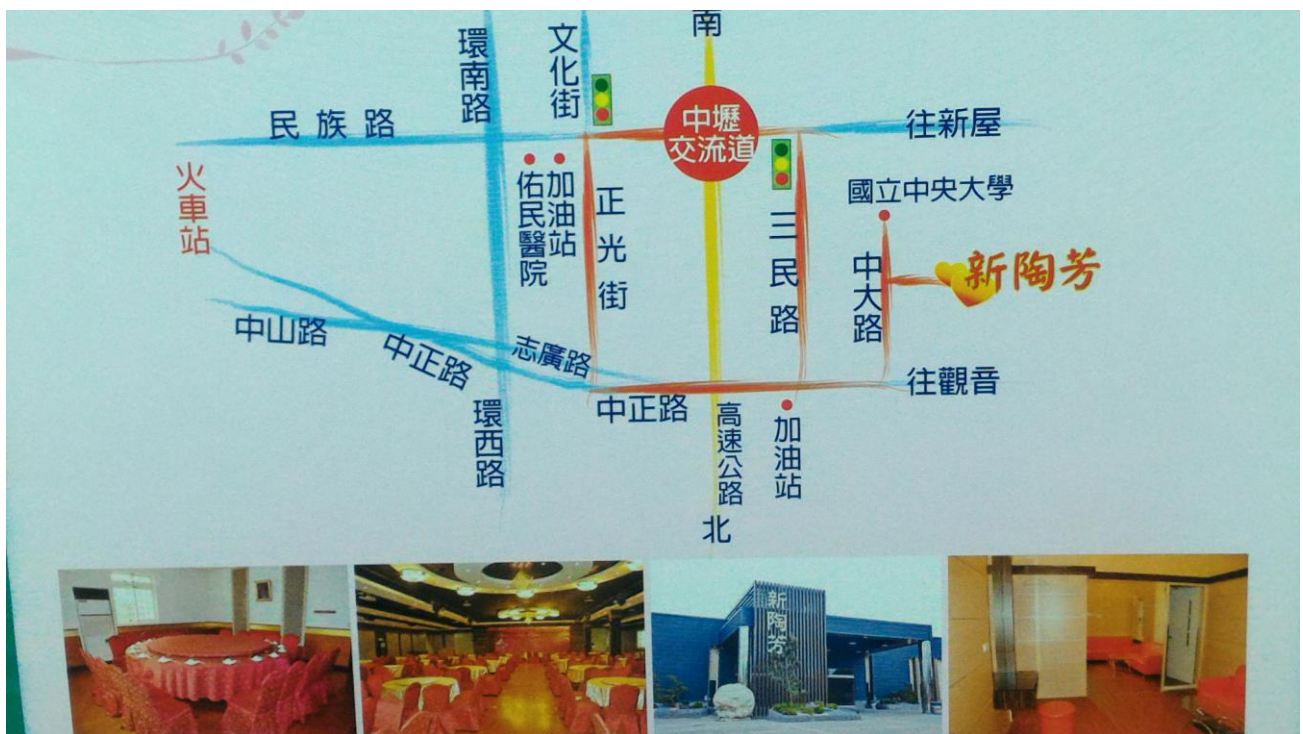 環南路
文化街
南
民族路
中壢
交流道
往新屋
火車站
佑民醫院
加油站
正光街
三民路
國立中央大學
中大路
新陶芳
中山路
中正路
志廣路
往觀音
環西路
中正路
高速公路
加油站
北
新陶芳